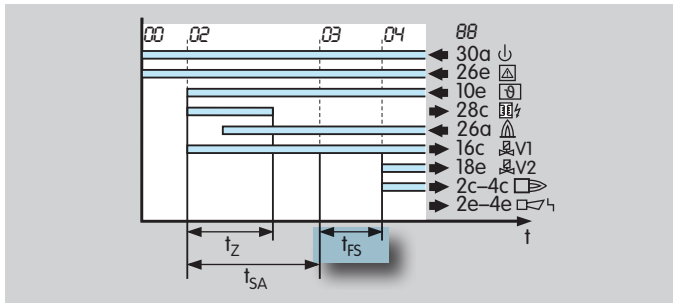 00 02 03 04 88
30a
26e
10e
28c
26a
16c V1
18e V2
2c–4c
2e–4e
t
tZ
tFS
tSA